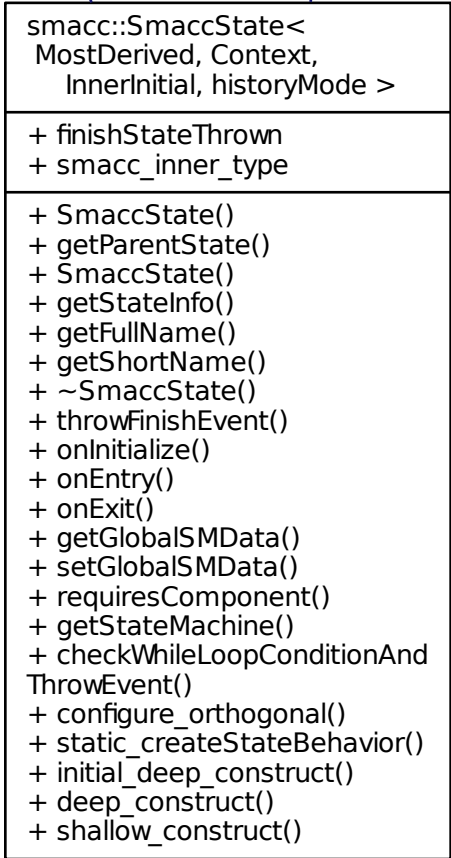 smacc::SmaccState<
MostDerived, Context,
InnerInitial, historyMode >
+ finishStateThrown
+ smacc_inner_type
+ SmaccState()
+ getParentState()
+ SmaccState()
+ getStateInfo()
+ getFullName()
+ getShortName()
+ ~SmaccState()
+ throwFinishEvent()
+ onInitialize()
+ onEntry()
+ onExit()
+ getGlobalSMData()
+ setGlobalSMData()
+ requiresComponent()
+ getStateMachine()
+ checkWhileLoopConditionAnd
ThrowEvent()
+ configure_orthogonal()
+ static_createStateBehavior()
+ initial_deep_construct()
+ deep_construct()
+ shallow_construct()